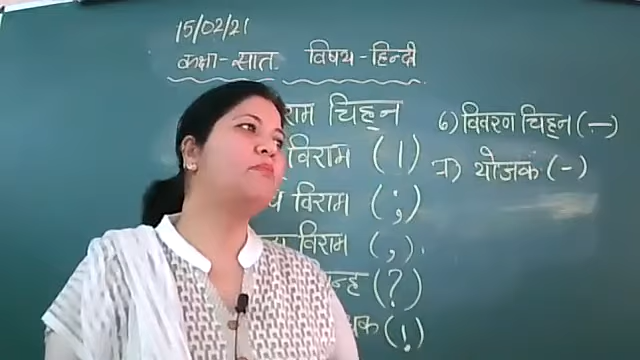 15/02/21
कक्षा - सात विषय - हिन्दी
राम चिह्न
विराम (।)
विराम (;)
विराम (,)
न्ह (?)
क (!)
6) विवरण चिह्न (:—)
7) योजक (-)